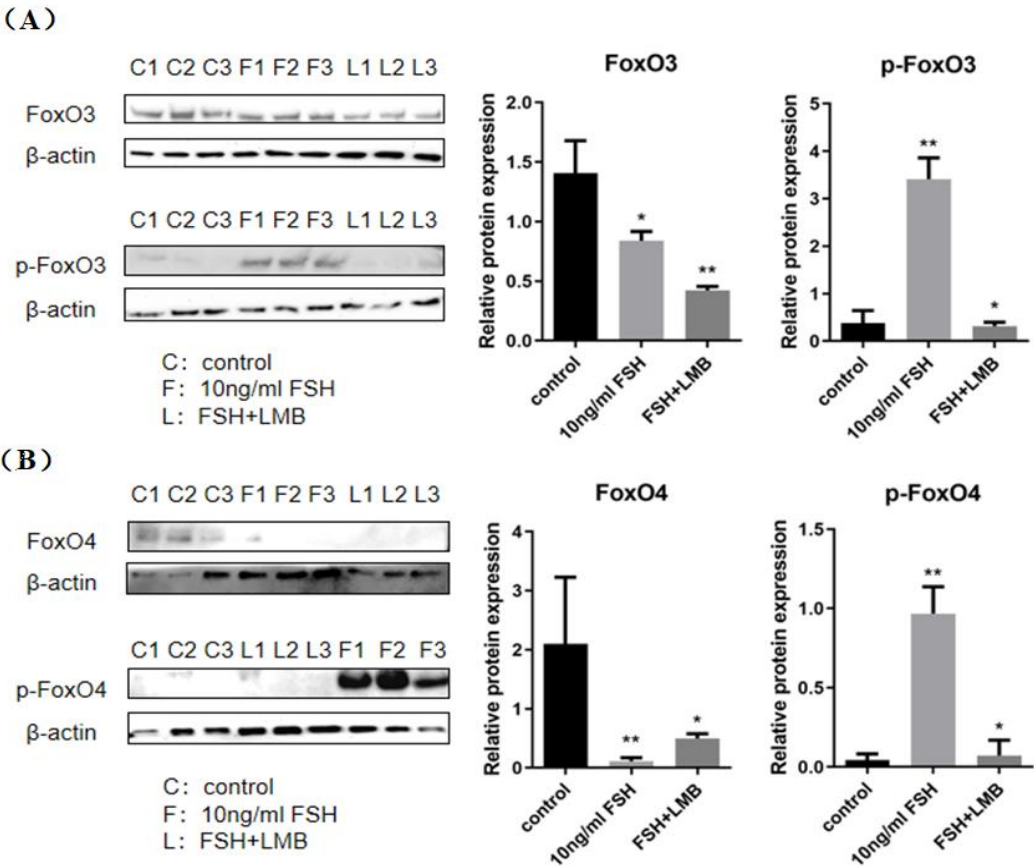 (A)
C1 C2 C3 F1 F2 F3 L1 L2 L3
FoxO3
β-actin
C1 C2 C3 F1 F2 F3 L1 L2 L3
p-FoxO3
β-actin
C: control
F: 10ng/ml FSH
L: FSH+LMB
FoxO3
Relative protein expression
2.0
1.5
1.0
0.5
0.0
*
**
control
10ng/ml FSH
FSH+LMB
p-FoxO3
Relative protein expression
5
4
3
2
1
0
**
*
control
10ng/ml FSH
FSH+LMB
(B)
C1 C2 C3 F1 F2 F3 L1 L2 L3
FoxO4
β-actin
C1 C2 C3 L1 L2 L3 F1 F2 F3
p-FoxO4
β-actin
C: control
F: 10ng/ml FSH
L: FSH+LMB
FoxO4
Relative protein expression
4
3
2
1
0
**
*
control
10ng/ml FSH
FSH+LMB
p-FoxO4
Relative protein expression
1.5
1.0
0.5
0.0
**
*
control
10ng/ml FSH
FSH+LMB